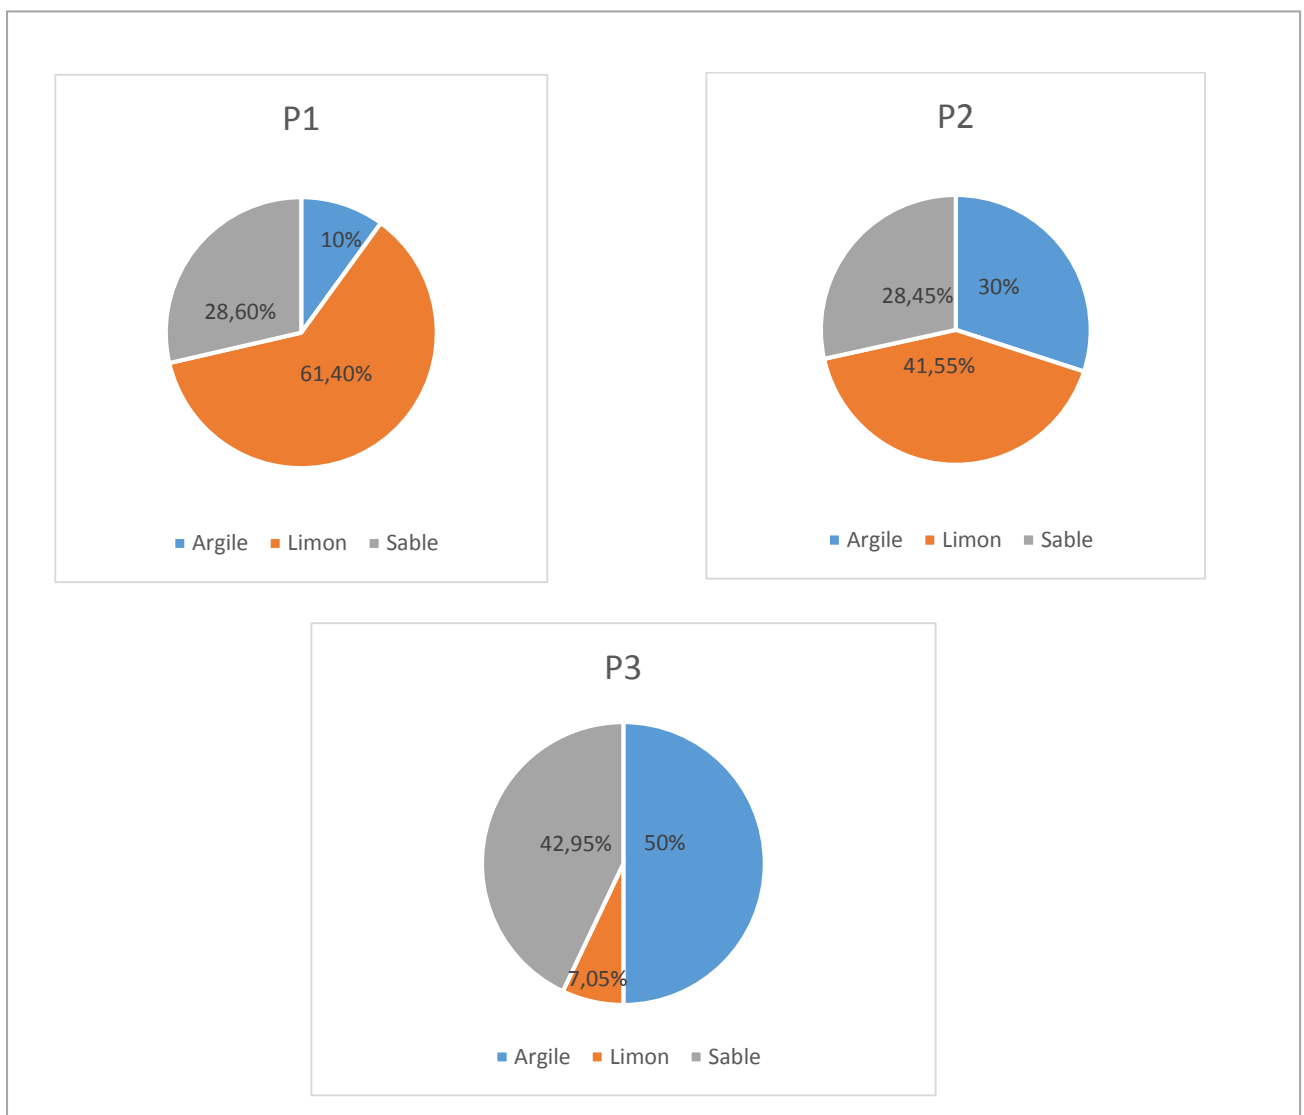 P1
10%
28,60%
61,40%
Argile Limon Sable
P2
30%
28,45%
41,55%
Argile Limon Sable
P3
42,95% 50%
7,05%
Argile Limon Sable